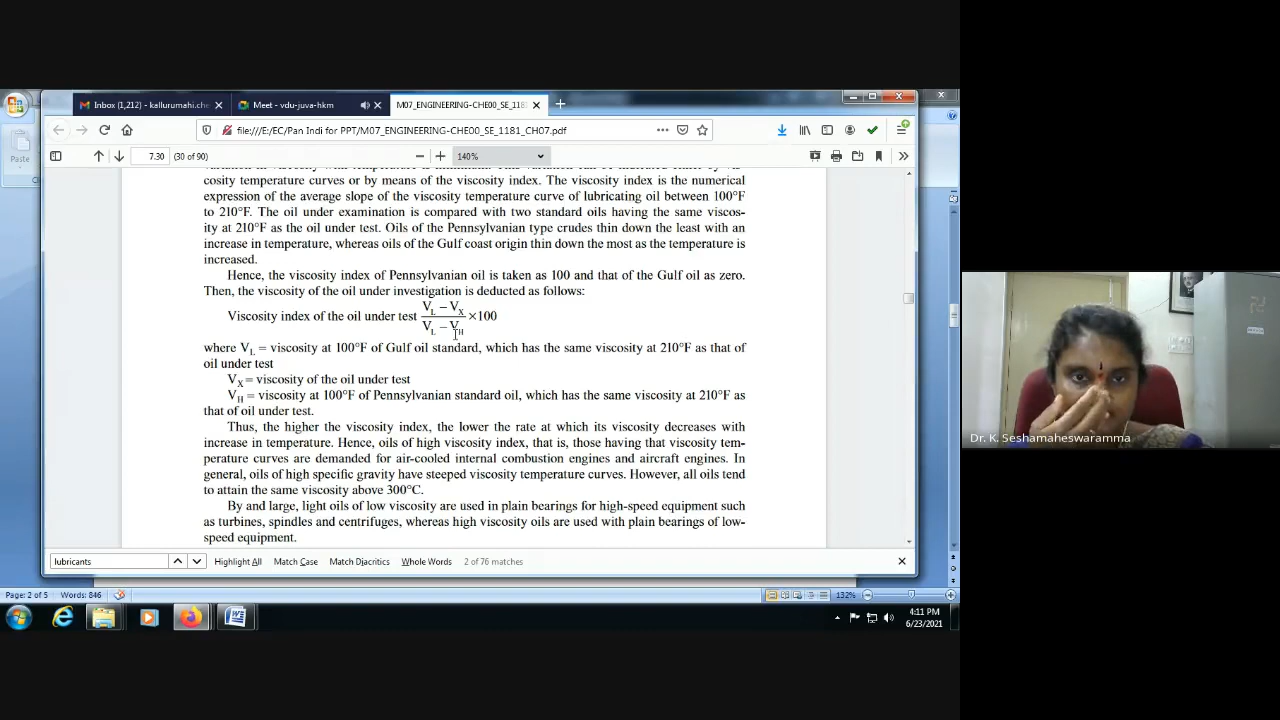 Inbox (1,212) - kallurumahi.che
Meet - vdu-juva-hkm
M07_ENGINEERING-CHE00_SE_118
file:///E:/EC/Pan Indi for PPT/M07_ENGINEERING-CHE00_SE_1181_CH07.pdf
Paste
7.30 (30 of 90)
140%
cosity temperature curves or by means of the viscosity index. The viscosity index is the numerical
expression of the average slope of the viscosity temperature curve of lubricating oil between 100°F
to 210°F. The oil under examination is compared with two standard oils having the same viscos-
ity at 210°F as the oil under test. Oils of the Pennsylvanian type crudes thin down the least with an
increase in temperature, whereas oils of the Gulf coast origin thin down the most as the temperature is
increased.
Hence, the viscosity index of Pennsylvanian oil is taken as 100 and that of the Gulf oil as zero.
Then, the viscosity of the oil under investigation is deducted as follows:
Viscosity index of the oil under test (V_L − V_X)/(V_L − V_H) ×100
where V_L = viscosity at 100°F of Gulf oil standard, which has the same viscosity at 210°F as that of
oil under test
V_X = viscosity of the oil under test
V_H = viscosity at 100°F of Pennsylvanian standard oil, which has the same viscosity at 210°F as
that of oil under test.
Thus, the higher the viscosity index, the lower the rate at which its viscosity decreases with
increase in temperature. Hence, oils of high viscosity index, that is, those having that viscosity tem-
perature curves are demanded for air-cooled internal combustion engines and aircraft engines. In
general, oils of high specific gravity have steeped viscosity temperature curves. However, all oils tend
to attain the same viscosity above 300°C.
By and large, light oils of low viscosity are used in plain bearings for high-speed equipment such
as turbines, spindles and centrifuges, whereas high viscosity oils are used with plain bearings of low-
speed equipment.
lubricants
Highlight All Match Case Match Diacritics Whole Words 2 of 76 matches
Page: 2 of 5 Words: 846
132%
4:11 PM
6/23/2021
Dr. K. Seshamaheswaramma